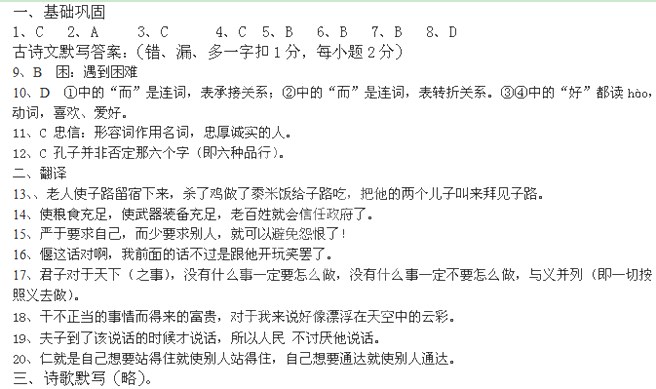 一、基础巩固
1、C 2、A 3、C 4、C 5、B 6、B 7、B 8、D
古诗文默写答案：（错、漏、多一字扣1分，每小题2分）
9、B 困：遇到困难
10、D ①中的“而”是连词，表承接关系；②中的“而”是连词，表转折关系。③④中的“好”都读hào，
动词，喜欢、爱好。
11、C 忠信：形容词作用名词，忠厚诚实的人。
12、C 孔子并非否定那六个字（即六种品行）。
二、翻译
13、、老人使子路留宿下来，杀了鸡做了黍米饭给子路吃，把他的两个儿子叫来拜见子路。
14、使粮食充足，使武器装备充足，老百姓就会信任政府了。
15、严于要求自己，而少要求别人，就可以避免怨恨了！
16、偃这话对啊，我前面的话不过是跟他开玩笑罢了。
17、君子对于天下（之事），没有什么事一定要怎么做，没有什么事一定不要怎么做，与义并列（即一切按
照义去做）。
18、干不正当的事情而得来的富贵，对于我来说好像漂浮在天空中的云彩。
19、夫子到了该说话的时候才说话，所以人民 不讨厌他说话。
20、仁就是自己想要站得住就使别人站得住，自己想要通达就使别人通达。
三、诗歌默写（略）。